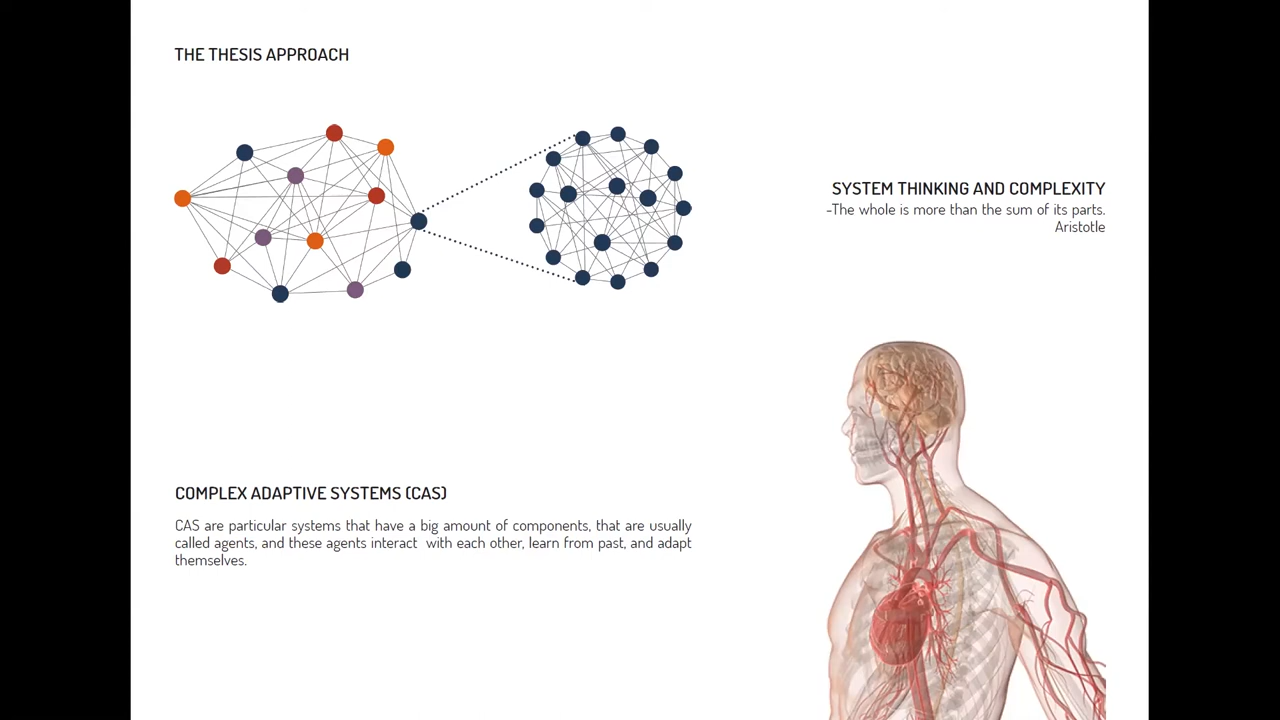 THE THESIS APPROACH
SYSTEM THINKING AND COMPLEXITY
-The whole is more than the sum of its parts.
Aristotle
COMPLEX ADAPTIVE SYSTEMS (CAS)
CAS are particular systems that have a big amount of components, that are usually
called agents, and these agents interact with each other, learn from past, and adapt
themselves.